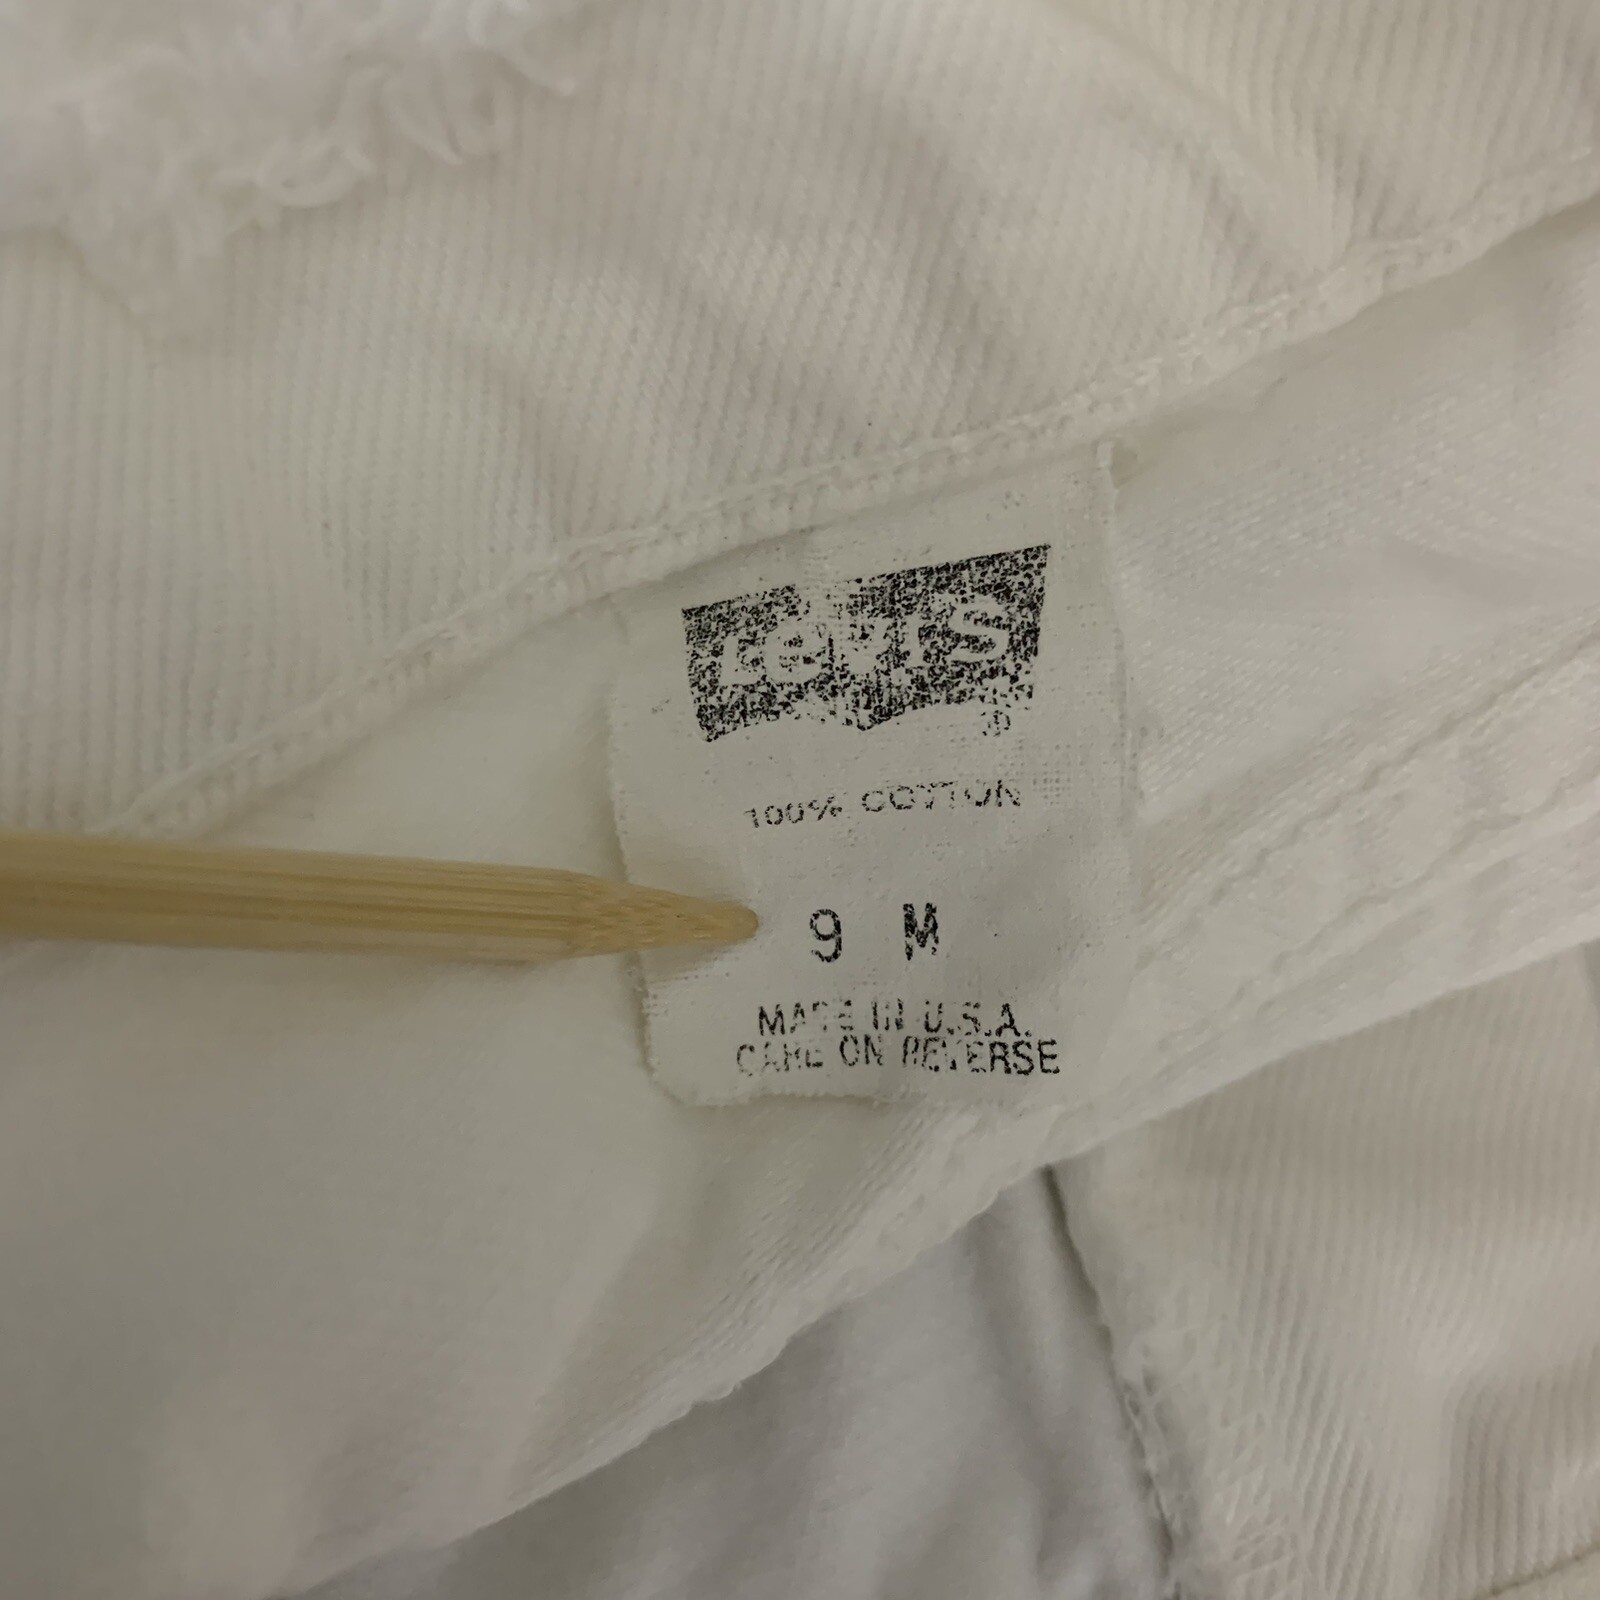 Levi's
®
100% COTTON
9 M
MADE IN U.S.A.
CARE ON REVERSE